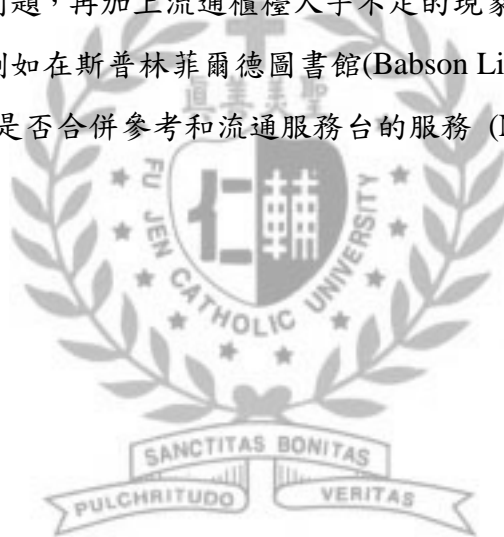 問題，再加上流通櫃檯人手不足的現象
例如在斯普林菲爾德圖書館(Babson Li
真善美聖
是否合併參考和流通服務台的服務 (
FU JEN CATHOLIC UNIVERSITY
仁輔
SANCTITAS BONITAS
PULCHRITUDO VERITAS